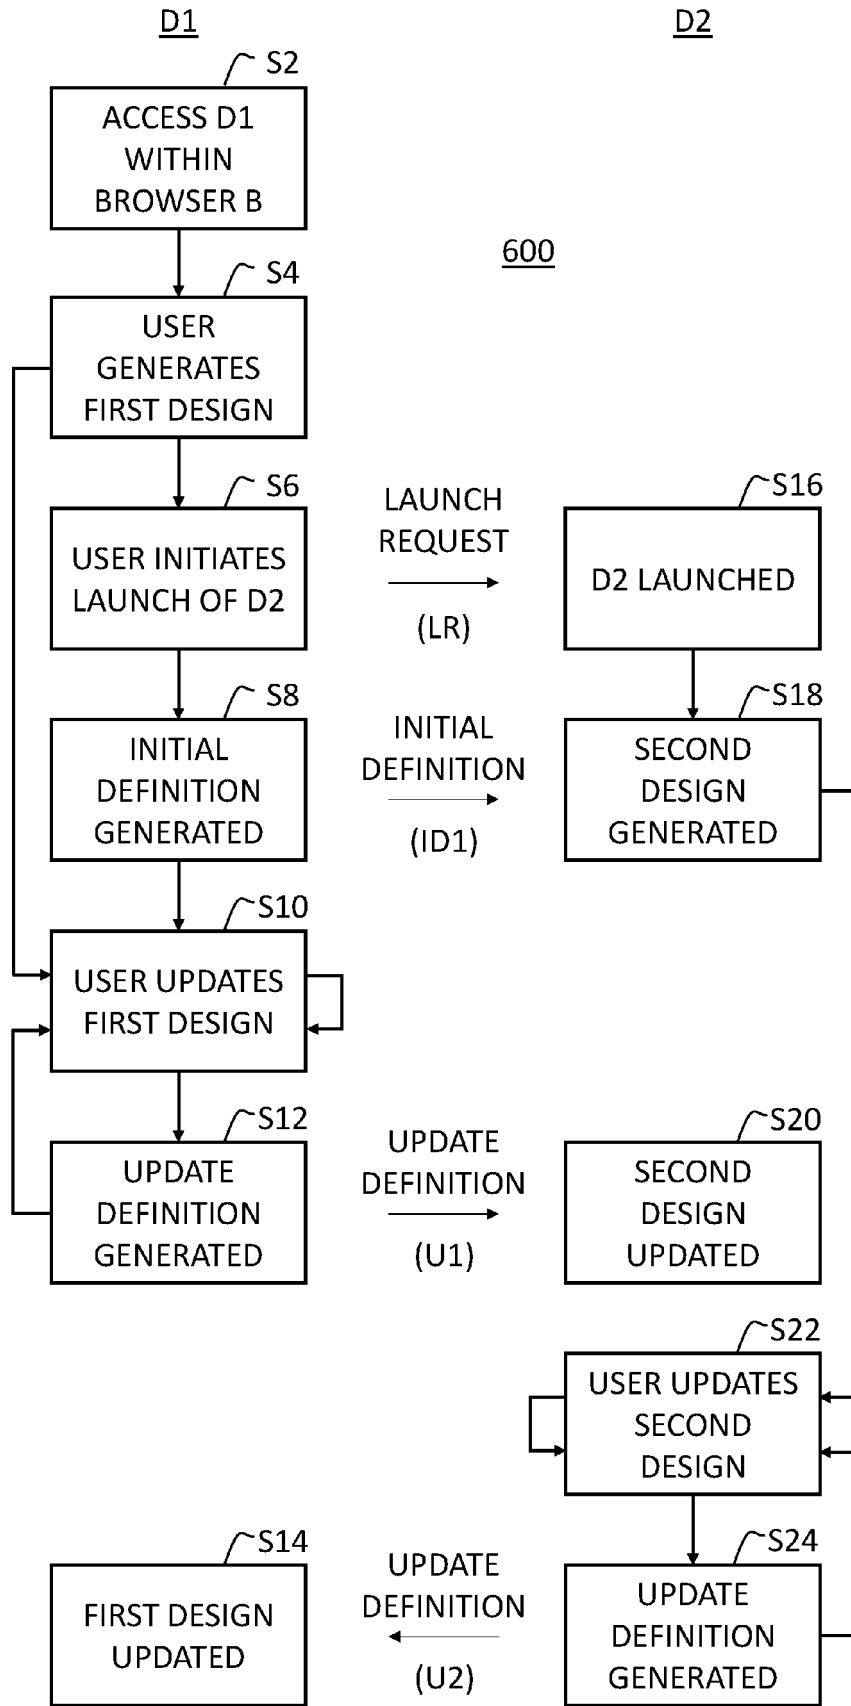 D1
D2
S2
ACCESS D1
WITHIN
BROWSER B
600
S4
USER
GENERATES
FIRST DESIGN
S6
USER INITIATES
LAUNCH OF D2
LAUNCH
REQUEST
(LR)
S16
D2 LAUNCHED
S8
INITIAL
DEFINITION
GENERATED
INITIAL
DEFINITION
(ID1)
S18
SECOND
DESIGN
GENERATED
S10
USER UPDATES
FIRST DESIGN
S12
UPDATE
DEFINITION
GENERATED
UPDATE
DEFINITION
(U1)
S20
SECOND
DESIGN
UPDATED
S22
USER UPDATES
SECOND
DESIGN
S14
FIRST DESIGN
UPDATED
UPDATE
DEFINITION
(U2)
S24
UPDATE
DEFINITION
GENERATED